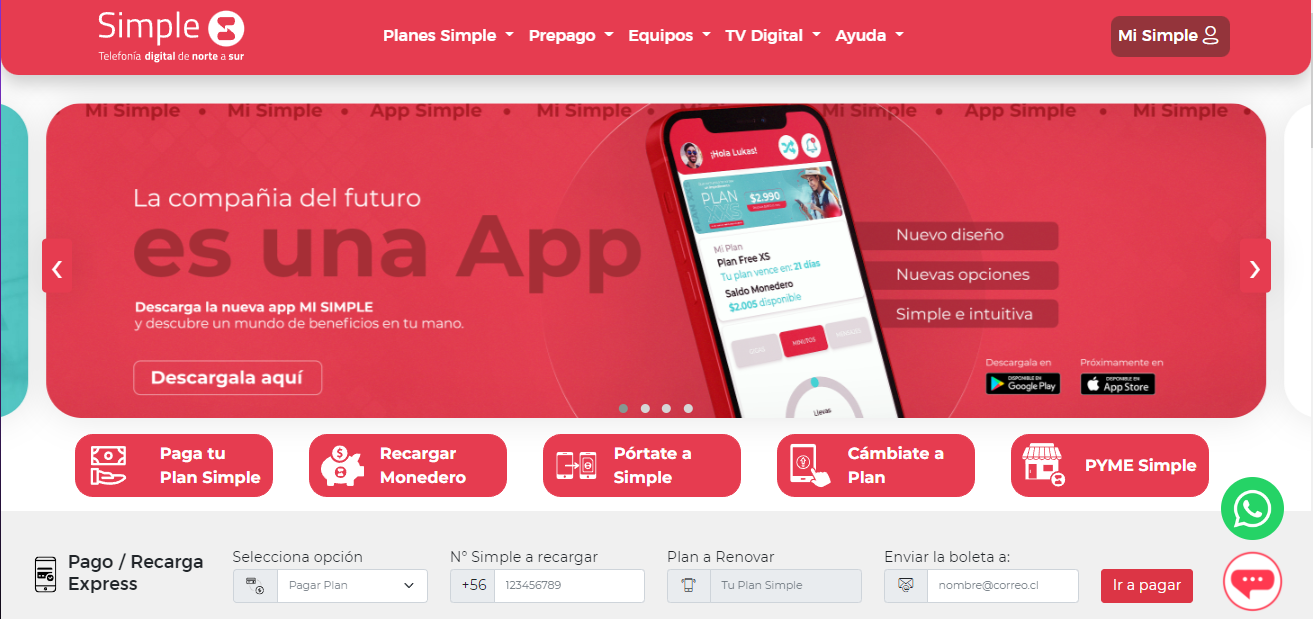 Simple
Telefonía digital de norte a sur
Planes Simple
Prepago
Equipos
TV Digital
Ayuda
Mi Simple
Mi Simple • Mi Simple • App Simple • Mi Simple • Mi Simple • App Simple • Mi Simple •
La compañia del futuro
es una App
Descarga la nueva app MI SIMPLE
y descubre un mundo de beneficios en tu mano.
Descargala aquí
¡Hola Lukas!
PLAN
XS
$2.990
Mi Plan
Plan Free XS
Tu plan vence en: 21 días
Saldo Monedero
$2.005 disponible
MINUTOS
Llevas
Nuevo diseño
Nuevas opciones
Simple e intuitiva
Descargala en
DISPONIBLE EN
Google Play
Próximamente en
DISPONIBLE EN
App Store
Paga tu
Plan Simple
Recargar
Monedero
Pórtate a
Simple
Cámbiate a
Plan
PYME Simple
Pago / Recarga
Express
Selecciona opción
Pagar Plan
N° Simple a recargar
+56
123456789
Plan a Renovar
Tu Plan Simple
Enviar la boleta a:
nombre@correo.cl
Ir a pagar